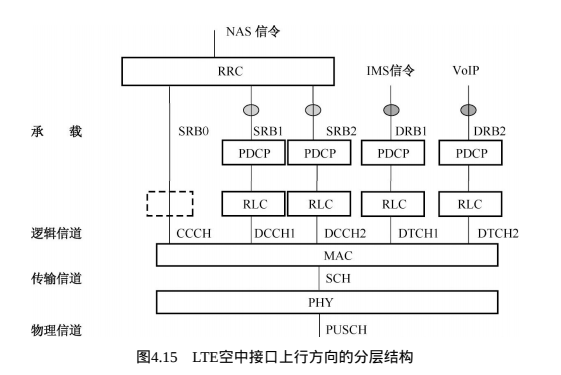 NAS 信令
RRC
IMS信令 VoIP
承 载 SRB0 SRB1 SRB2 DRB1 DRB2
PDCP PDCP PDCP PDCP
RLC RLC RLC RLC
逻辑信道 CCCH DCCH1 DCCH2 DTCH1 DTCH2
MAC
传输信道 SCH
PHY
物理信道 PUSCH
图4.15 LTE空中接口上行方向的分层结构